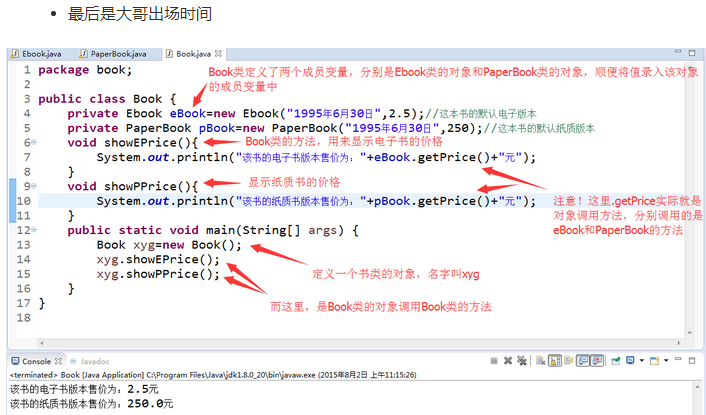 最后是大哥出场时间
Ebook.java PaperBook.java Book.java
1 package book;
Book类定义了两个成员变量，分别是Ebook类的对象和PaperBook类的对象，顺便将值录入该对象
的成员变量中
2
3 public class Book {
4 private Ebook eBook=new Ebook("1995年6月30日",2.5);//这本书的默认电子版本
5 private PaperBook pBook=new PaperBook("1995年6月30日",250);//这本书的默认纸质版本
6 void showEPrice(){ Book类的方法，用来显示电子书的价格
7 System.out.println("该书的电子书版本售价为："+eBook.getPrice()+"元");
8 }
9 void showPPrice(){ 显示纸质书的价格
10 System.out.println("该书的纸质书版本售价为："+pBook.getPrice()+"元");
注意！这里.getPrice实际就是
对象调用方法，分别调用的是
eBook和PaperBook的方法
11 }
12 public static void main(String[] args) {
13 Book xyg=new Book();
14 xyg.showEPrice();
定义一个书类的对象，名字叫xyg
15 xyg.showPPrice();
16 }
而这里，是Book类的对象调用Book类的方法
17 }
18
Console Javadoc
<terminated> Book [Java Application] C:\Program Files\Java\jdk1.8.0_20\bin\javaw.exe (2015年8月2日 上午11:15:26)
该书的电子书版本售价为：2.5元
该书的纸质书版本售价为：250.0元